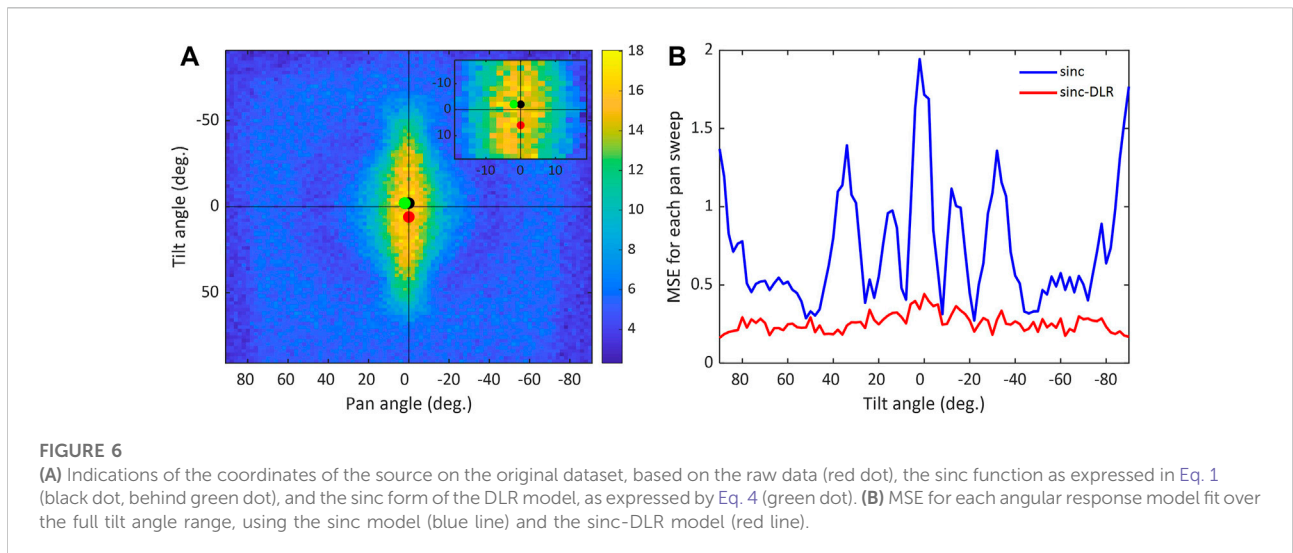 A
-50
0
50
Tilt angle (deg.)
80 60 40 20 0 -20 -40 -60 -80
Pan angle (deg.)
-10
0
10
-10 0 10
18
16
14
12
10
8
6
4
B
2
1.5
1
0.5
0
MSE for each pan sweep
80 60 40 20 0 -20 -40 -60 -80
Tilt angle (deg.)
sinc
sinc-DLR
FIGURE 6
(A) Indications of the coordinates of the source on the original dataset, based on the raw data (red dot), the sinc function as expressed in Eq. 1
(black dot, behind green dot), and the sinc form of the DLR model, as expressed by Eq. 4 (green dot). (B) MSE for each angular response model fit over
the full tilt angle range, using the sinc model (blue line) and the sinc-DLR model (red line).